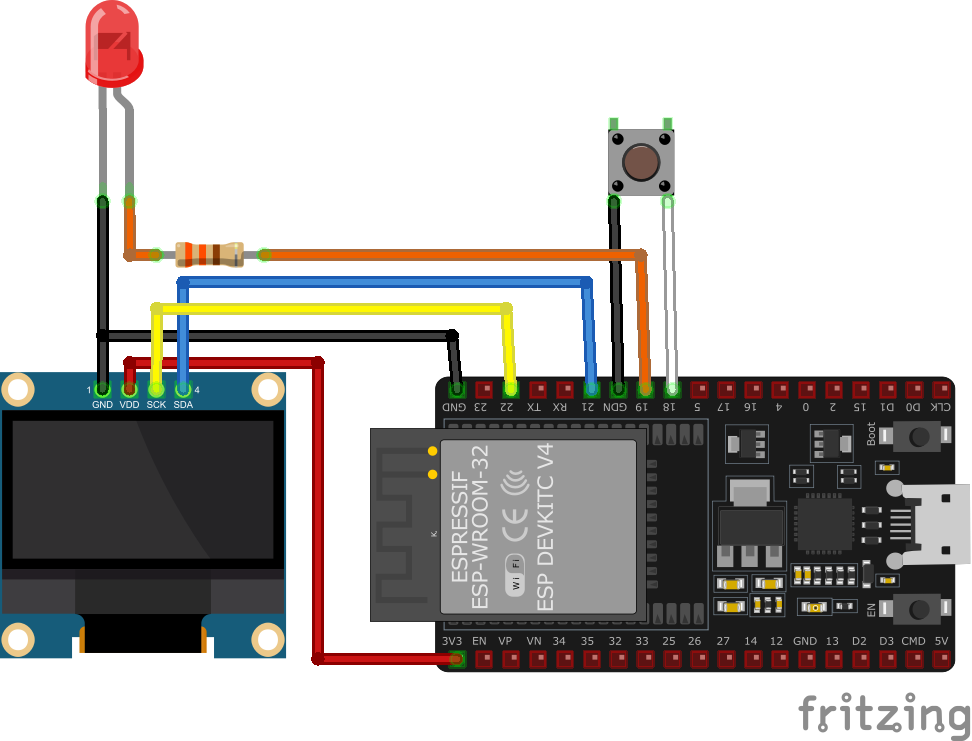 1 4
GND VDD SCK SDA
GND 23 22 TX RX 21 GDN 19 18 5 17 16 4 0 2 15 D1 D0 CLK
Boot
ESPRESSIF
ESP-WROOM-32
CE
Wi Fi
ESP DEVKITC V4
EN
3V3 EN VP VN 34 35 32 33 25 26 27 14 12 GND 13 D2 D3 CMD 5V
fritzing